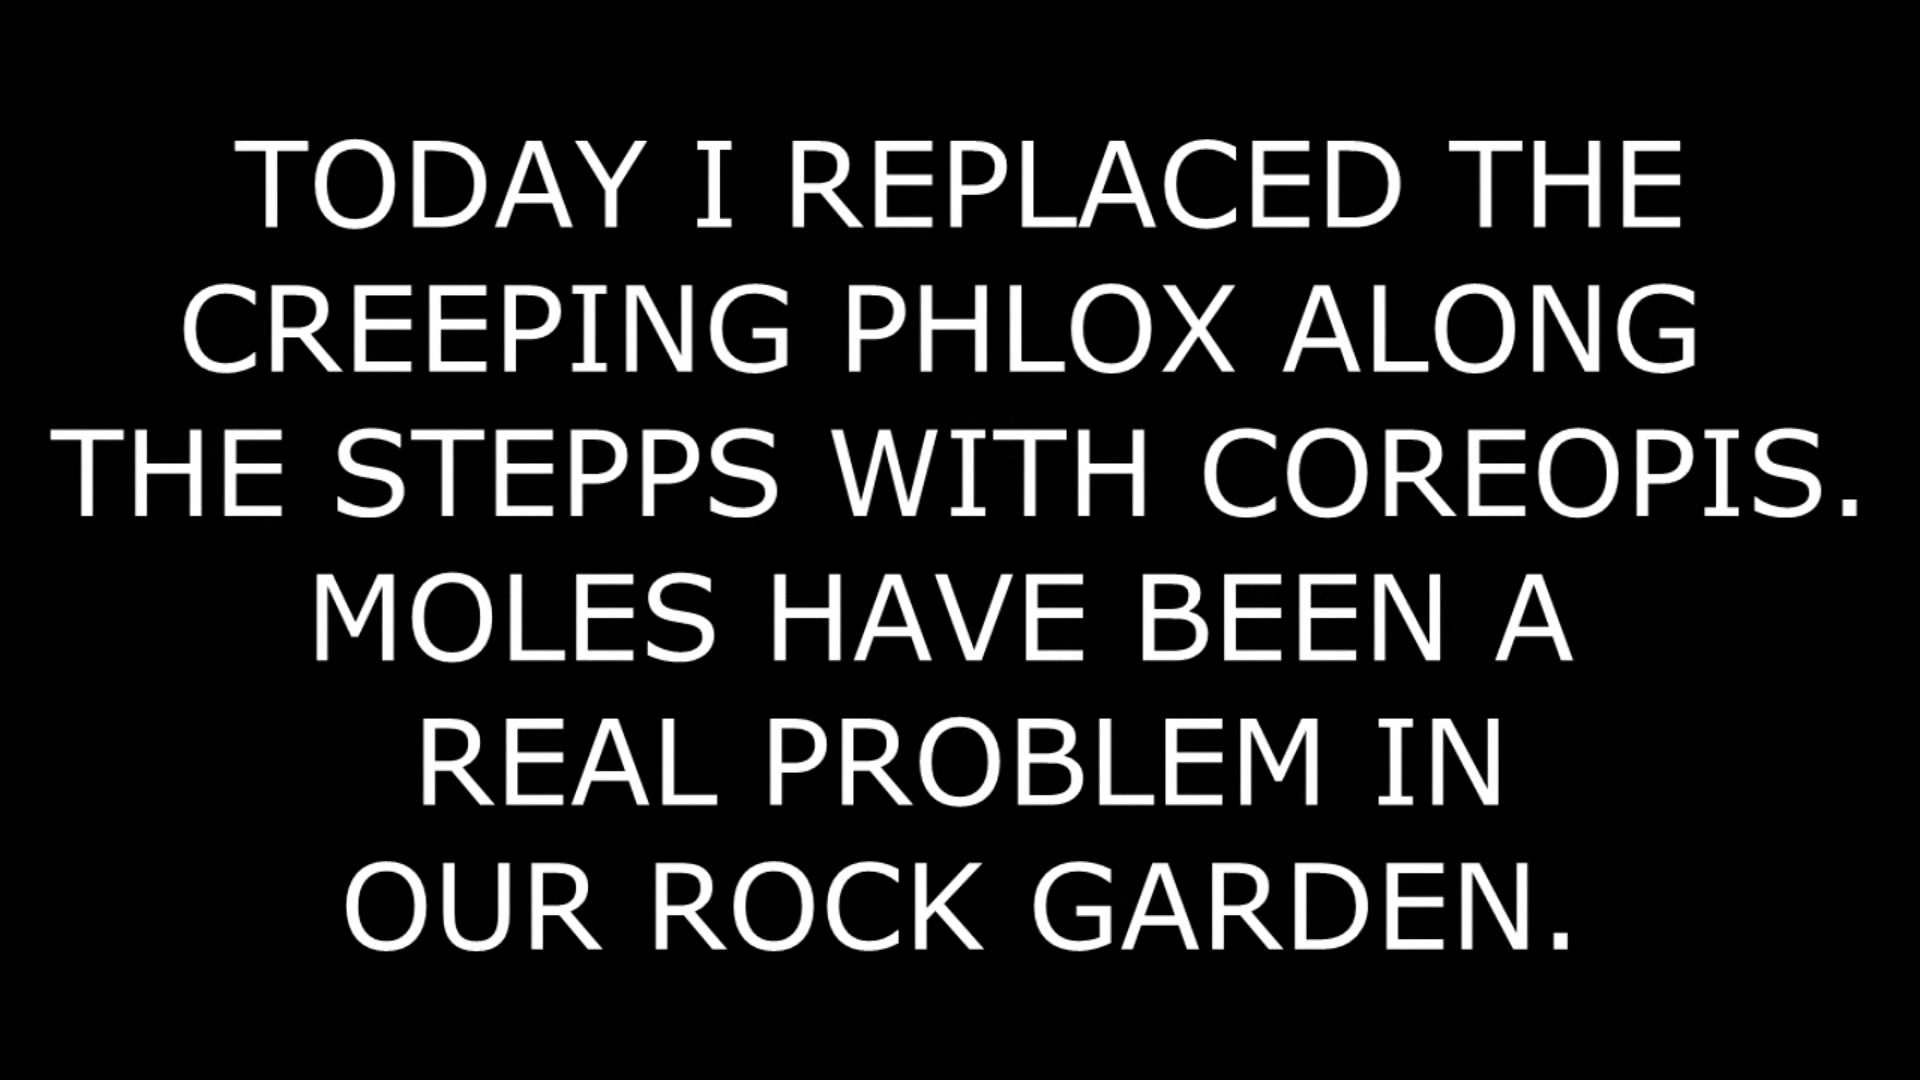 TODAY I REPLACED THE
CREEPING PHLOX ALONG
THE STEPPS WITH COREOPIS.
MOLES HAVE BEEN A
REAL PROBLEM IN
OUR ROCK GARDEN.